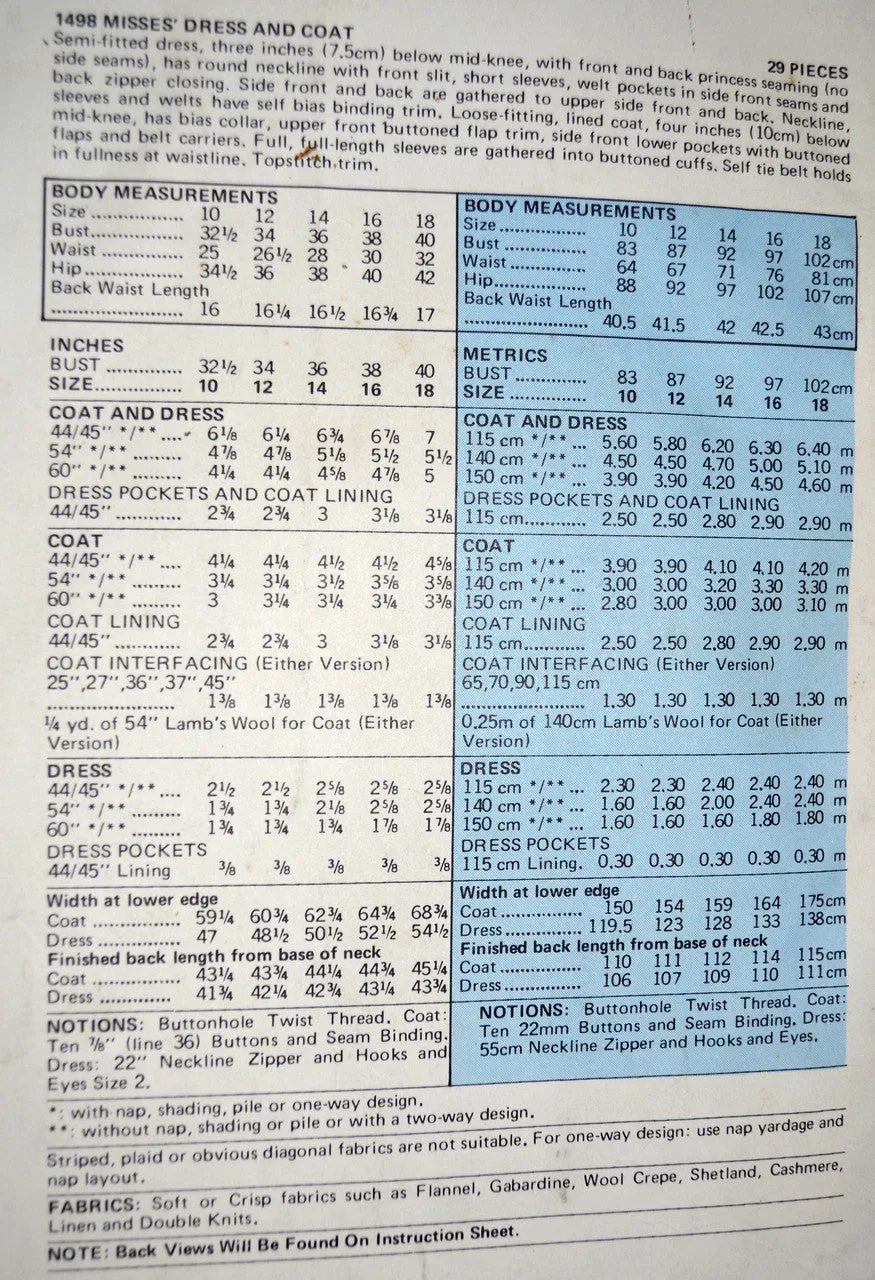 1498 MISSES' DRESS AND COAT
29 PIECES
Semi-fitted dress, three inches (7.5cm) below mid-knee, with front and back princess seaming (no
side seams), has round neckline with front slit, short sleeves, welt pockets in side front seams and
back zipper closing. Side front and back are gathered to upper side front and back. Neckline,
sleeves and welts have self bias binding trim. Loose-fitting, lined coat, four inches (10cm) below
mid-knee, has bias collar, upper front buttoned flap trim, side front lower pockets with buttoned
flaps and belt carriers. Full, full-length sleeves are gathered into buttoned cuffs. Self tie belt holds
in fullness at waistline. Topstitch trim.
BODY MEASUREMENTS
Size ................ 10 12 14 16 18
Bust................ 32½ 34 36 38 40
Waist ............... 25 26½ 28 30 32
Hip................. 34½ 36 38 40 42
Back Waist Length
....................... 16 16¼ 16½ 16¾ 17
INCHES
BUST ............. 32½ 34 36 38 40
SIZE............... 10 12 14 16 18
COAT AND DRESS
44/45" */** .... 6⅛ 6¼ 6¾ 6⅞ 7
54" */** ......... 4⅞ 4⅞ 5⅛ 5½ 5½
60" */** ......... 4¼ 4¼ 4⅝ 4⅞ 5
DRESS POCKETS AND COAT LINING
44/45" ............ 2¾ 2¾ 3 3⅛ 3⅛
COAT
44/45" */** .... 4¼ 4¼ 4½ 4½ 4⅝
54" */** ......... 3¼ 3¼ 3½ 3⅝ 3⅝
60" */** ......... 3 3¼ 3¼ 3¼ 3⅜
COAT LINING
44/45" ............ 2¾ 2¾ 3 3⅛ 3⅛
COAT INTERFACING (Either Version)
25",27",36",37",45"
....................... 1⅜ 1⅜ 1⅜ 1⅜ 1⅜
¼ yd. of 54" Lamb's Wool for Coat (Either
Version)
DRESS
44/45" */** .... 2½ 2½ 2⅝ 2⅝ 2⅝
54" */** ......... 1¾ 1¾ 2⅛ 2⅝ 2⅝
60" */** ......... 1¾ 1¾ 1¾ 1⅞ 1⅞
DRESS POCKETS
44/45" Lining ⅜ ⅜ ⅜ ⅜ ⅜
Width at lower edge
Coat ............... 59¼ 60¾ 62¾ 64¾ 68¾
Dress .............. 47 48½ 50½ 52½ 54½
Finished back length from base of neck
Coat ............... 43¼ 43¾ 44¼ 44¾ 45¼
Dress ............. 41¾ 42¼ 42¾ 43¼ 43¾
NOTIONS: Buttonhole Twist Thread. Coat:
Ten ⅞" (line 36) Buttons and Seam Binding.
Dress: 22" Neckline Zipper and Hooks and
Eyes Size 2.
BODY MEASUREMENTS
Size ............... 10 12 14 16 18
Bust ............... 83 87 92 97 102cm
Waist ............. 64 67 71 76 81cm
Hip................ 88 92 97 102 107cm
Back Waist Length
...................... 40.5 41.5 42 42.5 43cm
METRICS
BUST ............. 83 87 92 97 102cm
SIZE .............. 10 12 14 16 18
COAT AND DRESS
115 cm */** ... 5.60 5.80 6.20 6.30 6.40 m
140 cm */** ... 4.50 4.50 4.70 5.00 5.10 m
150 cm */** ... 3.90 3.90 4.20 4.50 4.60 m
DRESS POCKETS AND COAT LINING
115 cm............ 2.50 2.50 2.80 2.90 2.90 m
COAT
115 cm */** ... 3.90 3.90 4.10 4.10 4.20 m
140 cm */** ... 3.00 3.00 3.20 3.30 3.30 m
150 cm */** ... 2.80 3.00 3.00 3.00 3.10 m
COAT LINING
115 cm............ 2.50 2.50 2.80 2.90 2.90 m
COAT INTERFACING (Either Version)
65,70,90,115 cm
...................... 1.30 1.30 1.30 1.30 1.30 m
0.25m of 140cm Lamb's Wool for Coat (Either
Version)
DRESS
115 cm */** ... 2.30 2.30 2.40 2.40 2.40 m
140 cm */** ... 1.60 1.60 2.00 2.40 2.40 m
150 cm */** ... 1.60 1.60 1.60 1.80 1.80 m
DRESS POCKETS
115 cm Lining. 0.30 0.30 0.30 0.30 0.30 m
Width at lower edge
Coat ............... 150 154 159 164 175cm
Dress .............. 119.5 123 128 133 138cm
Finished back length from base of neck
Coat ............... 110 111 112 114 115cm
Dress .............. 106 107 109 110 111cm
NOTIONS: Buttonhole Twist Thread. Coat:
Ten 22mm Buttons and Seam Binding. Dress:
55cm Neckline Zipper and Hooks and Eyes.
*: with nap, shading, pile or one-way design.
**: without nap, shading or pile or with a two-way design.
Striped, plaid or obvious diagonal fabrics are not suitable. For one-way design: use nap yardage and
nap layout.
FABRICS: Soft or Crisp fabrics such as Flannel, Gabardine, Wool Crepe, Shetland, Cashmere,
Linen and Double Knits.
NOTE: Back Views Will Be Found On Instruction Sheet.